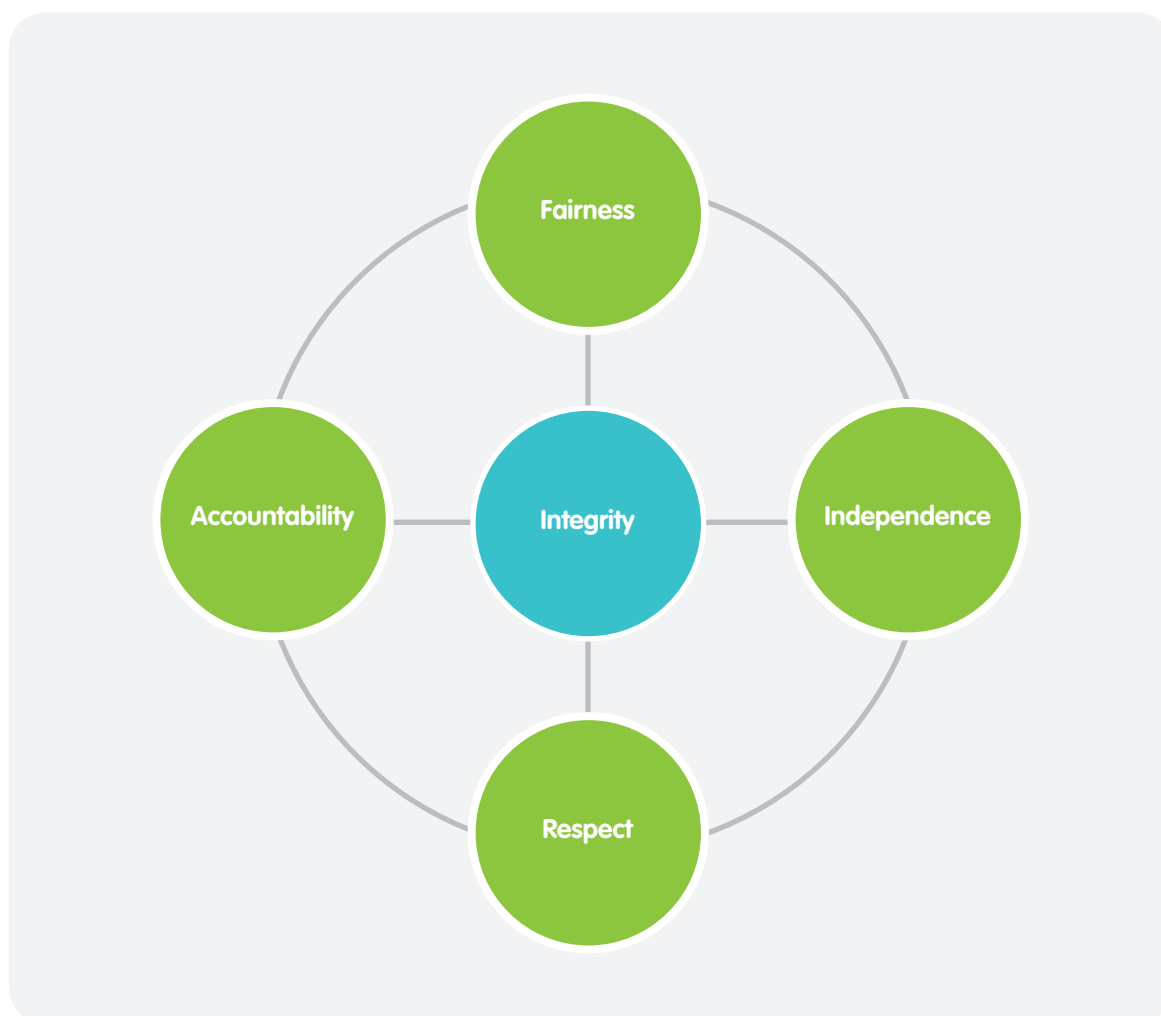 Fairness
Accountability
Integrity
Independence
Respect